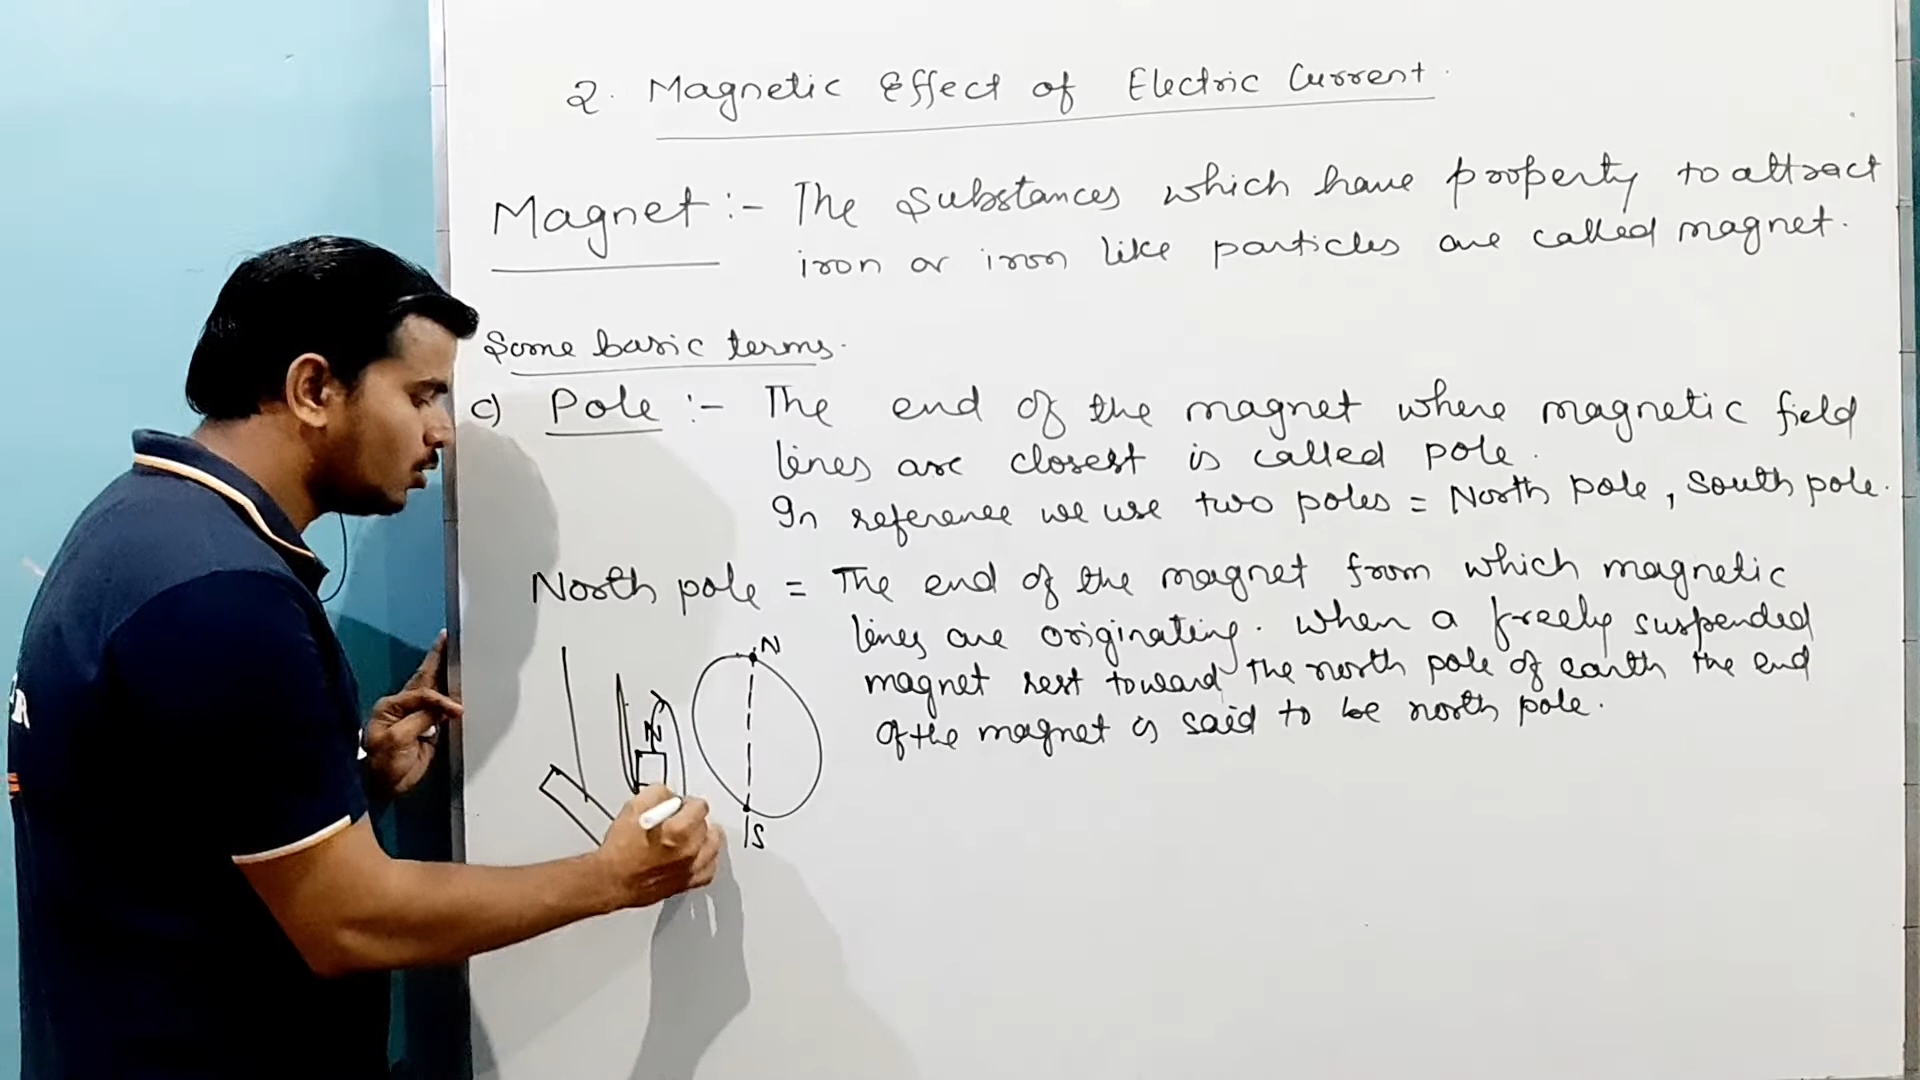 2. Magnetic Effect of Electric Current.
Magnet :- The Substances which have property to attract
iron or iron like particles are called magnet.
Some basic terms.
c) Pole :- The end of the magnet where magnetic field
lines are closest is called pole.
In reference we use two poles = North pole, South pole.
North pole = The end of the magnet from which magnetic
lines are originating. When a freely suspended
magnet rest toward the north pole of earth the end
of the magnet is said to be north pole.
N
N
S